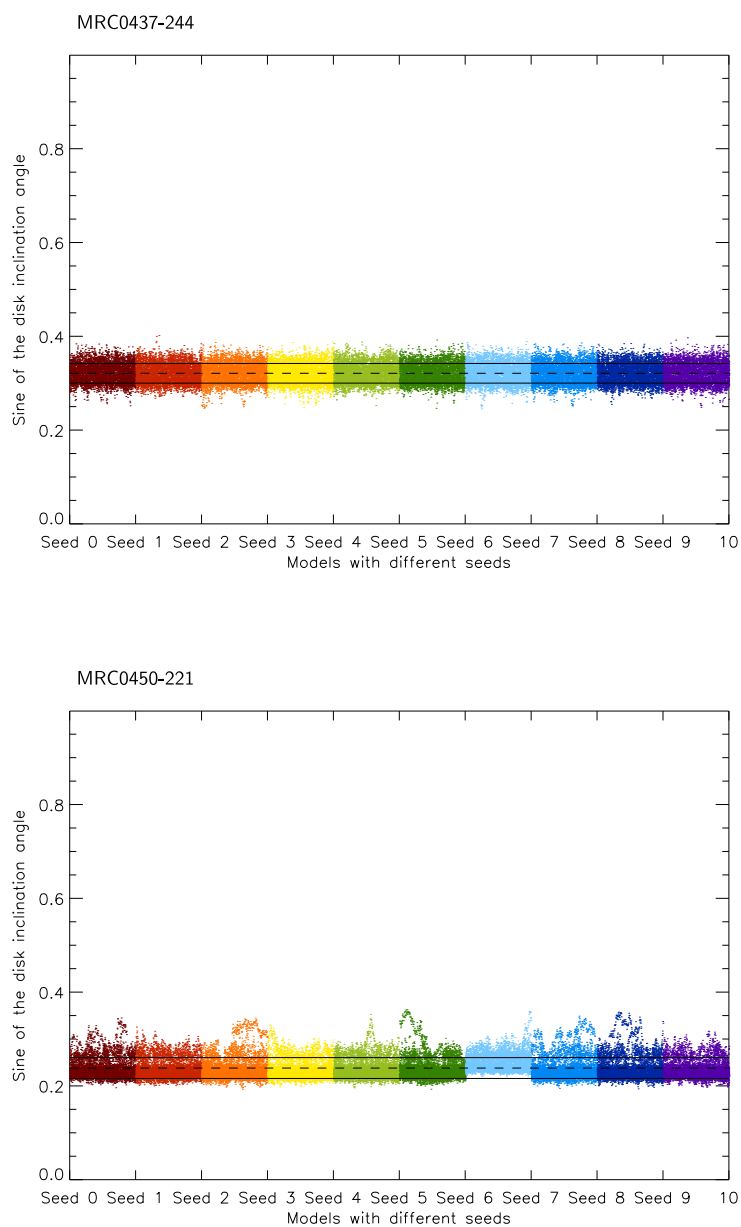 MRC0437-244
Sine of the disk inclination angle
0.8
0.6
0.4
0.2
0.0
Seed 0 Seed 1 Seed 2 Seed 3 Seed 4 Seed 5 Seed 6 Seed 7 Seed 8 Seed 9 10
Models with different seeds
MRC0450-221
Sine of the disk inclination angle
0.8
0.6
0.4
0.2
0.0
Seed 0 Seed 1 Seed 2 Seed 3 Seed 4 Seed 5 Seed 6 Seed 7 Seed 8 Seed 9 10
Models with different seeds